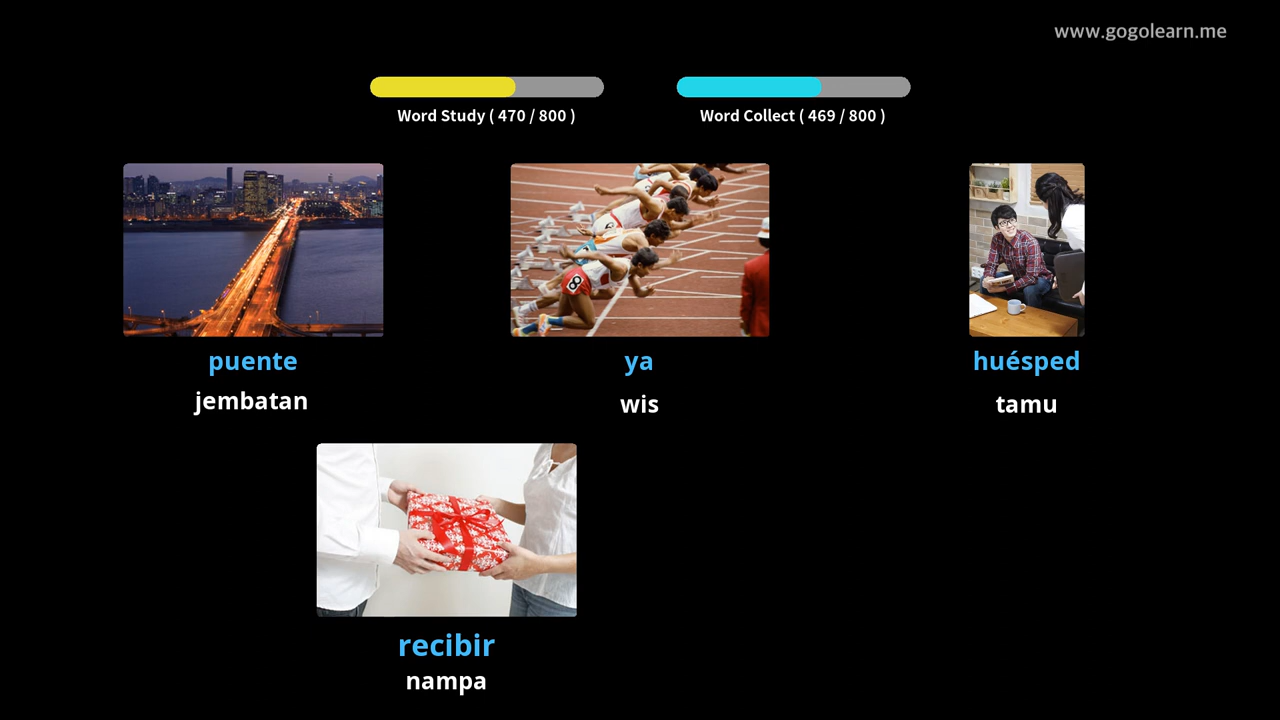 www.gogolearn.me
Word Study ( 470 / 800 )
Word Collect ( 469 / 800 )
puente
jembatan
ya
wis
huésped
tamu
8
recibir
nampa